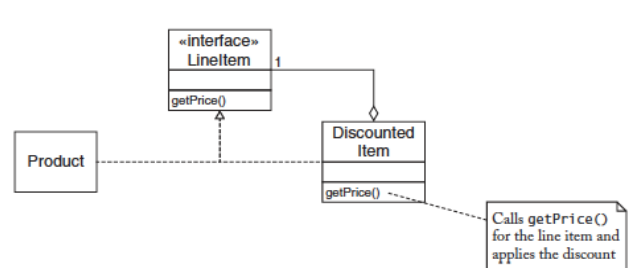 «interface»
LineItem
1
getPrice()
Product
Discounted
Item
getPrice()
Calls getPrice()
for the line item and
applies the discount